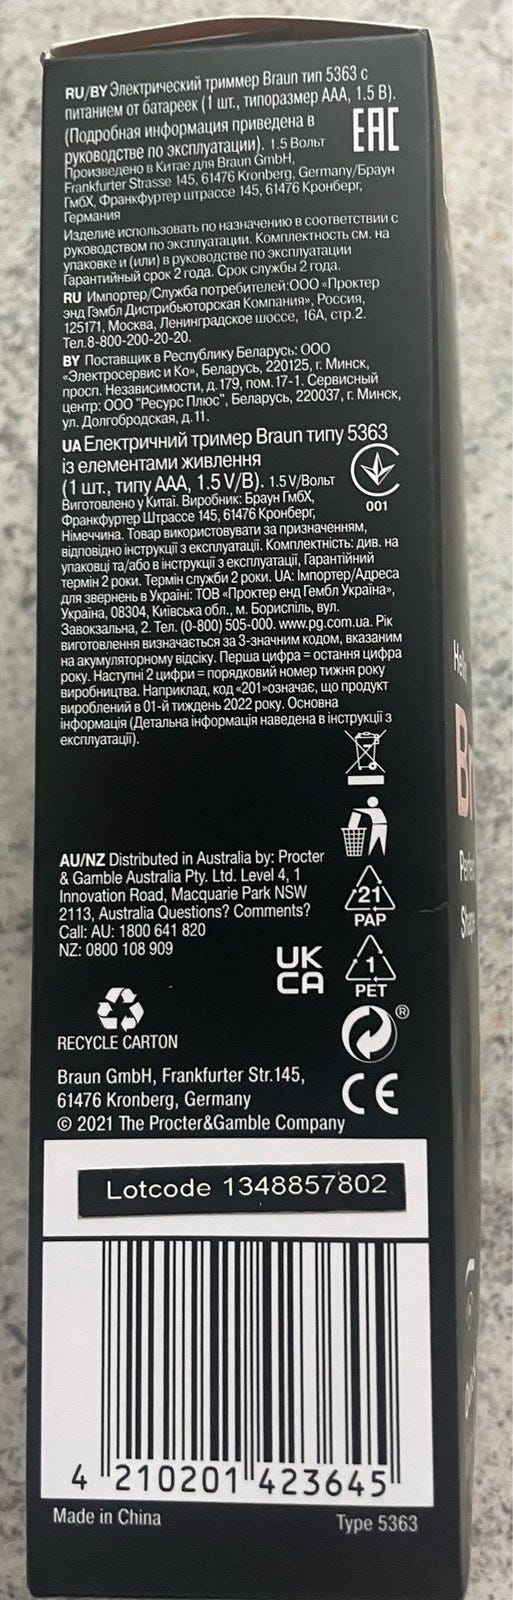 RU/BY Электрический триммер Braun тип 5363 с
питанием от батареек (1 шт., типоразмер AAA, 1.5 В).
(Подробная информация приведена в
руководстве по эксплуатации). 1.5 Вольт
Произведено в Китае для Braun GmbH,
Frankfurter Strasse 145, 61476 Kronberg, Germany/Браун
ГмбХ, Франкфуртер штрассе 145, 61476 Кронберг,
Германия
EAC
Изделие использовать по назначению в соответствии с
руководством по эксплуатации. Комплектность см. на
упаковке и (или) в руководстве по эксплуатации
Гарантийный срок 2 года. Срок службы 2 года.
RU Импортер/Служба потребителей:ООО «Проктер
энд Гэмбл Дистрибьюторская Компания», Россия,
125171, Москва, Ленинградское шоссе, 16А, стр.2.
Тел.8-800-200-20-20.
BY Поставщик в Республику Беларусь: ООО
«Электросервис и Ко», Беларусь, 220125, г. Минск,
просп. Независимости, д.179, пом.17-1. Сервисный
центр: ООО "Ресурс Плюс", Беларусь, 220037, г. Минск,
ул. Долгобродская, д.11.
UA Електричний тример Braun типу 5363
із елементами живлення
(1 шт., типу AAA, 1.5 V/В). 1.5 V/Вольт
001
Виготовлено у Китаї. Виробник: Браун ГмбХ,
Франкфуртер Штрассе 145, 61476 Кронберг,
Німеччина. Товар використовувати за призначенням,
відповідно інструкції з експлуатації. Комплектність: див. на
упаковці та/або в інструкції з експлуатації, Гарантійний
термін 2 роки. Термін служби 2 роки. UA: Імпортер/Адреса
для звернень в Україні: ТОВ «Проктер енд Гембл Україна»,
Україна, 08304, Київська обл., м. Бориспіль, вул.
Завокзальна, 2. Тел. (0-800) 505-000. www.pg.com.ua. Рік
виготовлення визначається за 3-значним кодом, вказаним
на акумуляторному відсіку. Перша цифра = остання цифра
року. Наступні 2 цифри = порядковий номер тижня року
виробництва. Наприклад, код «201»означає, що продукт
вироблений в 01-й тиждень 2022 року. Основна
інформація (Детальна інформація наведена в інструкції з
експлуатації).
AU/NZ Distributed in Australia by: Procter
& Gamble Australia Pty. Ltd. Level 4, 1
Innovation Road, Macquarie Park NSW
2113, Australia Questions? Comments?
Call: AU: 1800 641 820
NZ: 0800 108 909
21
PAP
UK
CA
1
PET
®
RECYCLE CARTON
Braun GmbH, Frankfurter Str.145,
61476 Kronberg, Germany
CE
© 2021 The Procter&Gamble Company
Lotcode 1348857802
4 210201 423645
Made in China
Type 5363